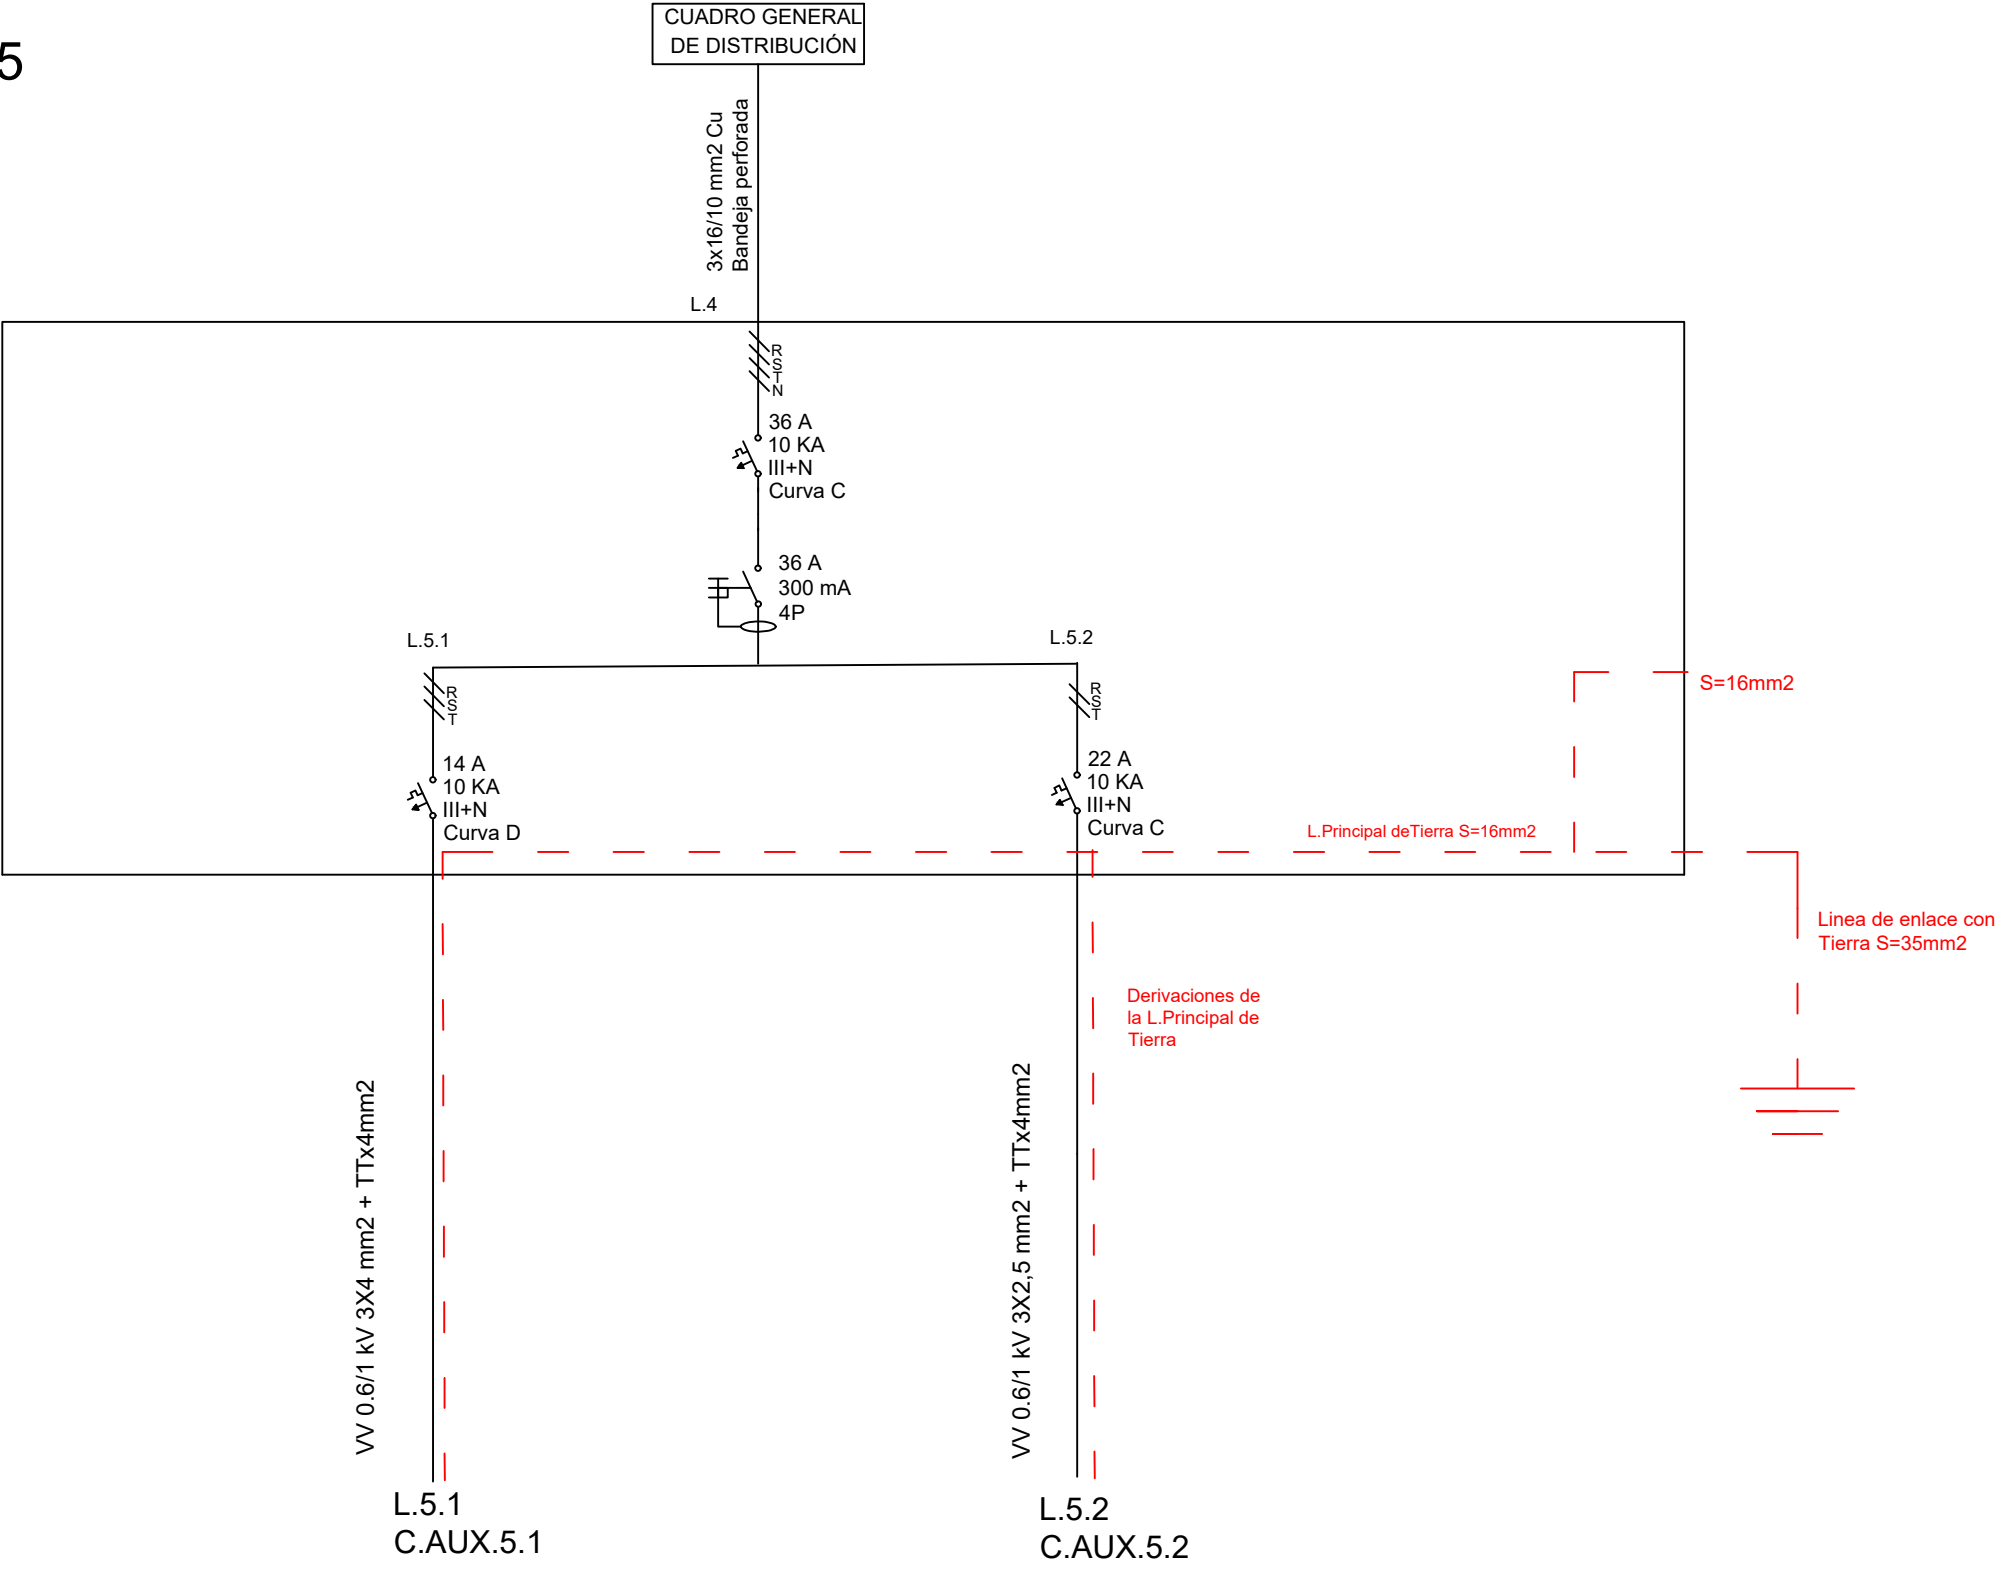 CUADRO GENERAL
DE DISTRIBUCIÓN
5
3x16/10 mm2 Cu
Bandeja perforada
L.4
R
S
T
N
36 A
10 KA
III+N
Curva C
36 A
300 mA
4P
L.5.1
L.5.2
R
S
T
R
S
T
S=16mm2
14 A
10 KA
III+N
Curva D
22 A
10 KA
III+N
Curva C
L.Principal deTierra S=16mm2
Linea de enlace con
Tierra S=35mm2
Derivaciones de
la L.Principal de
Tierra
VV 0.6/1 kV 3X4 mm2 + TTx4mm2
VV 0.6/1 kV 3X2,5 mm2 + TTx4mm2
L.5.1
C.AUX.5.1
L.5.2
C.AUX.5.2